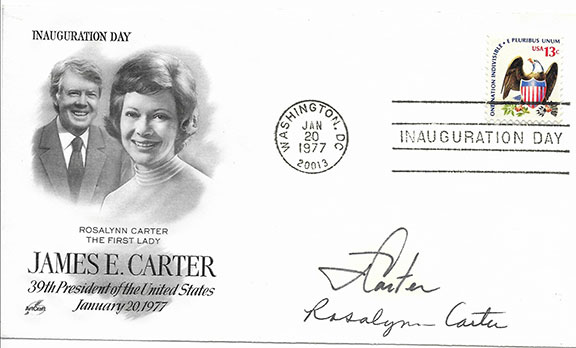 INAUGURATION DAY
ROSALYNN CARTER
THE FIRST LADY
JAMES E. CARTER
39th President of the United States
January 20, 1977
ArtCraft
WASHINGTON, DC
JAN
20
1977
20013
ONE NATION INDIVISIBLE • E PLURIBUS UNUM
USA 13c
INAUGURATION DAY
J Carter
Rosalynn Carter